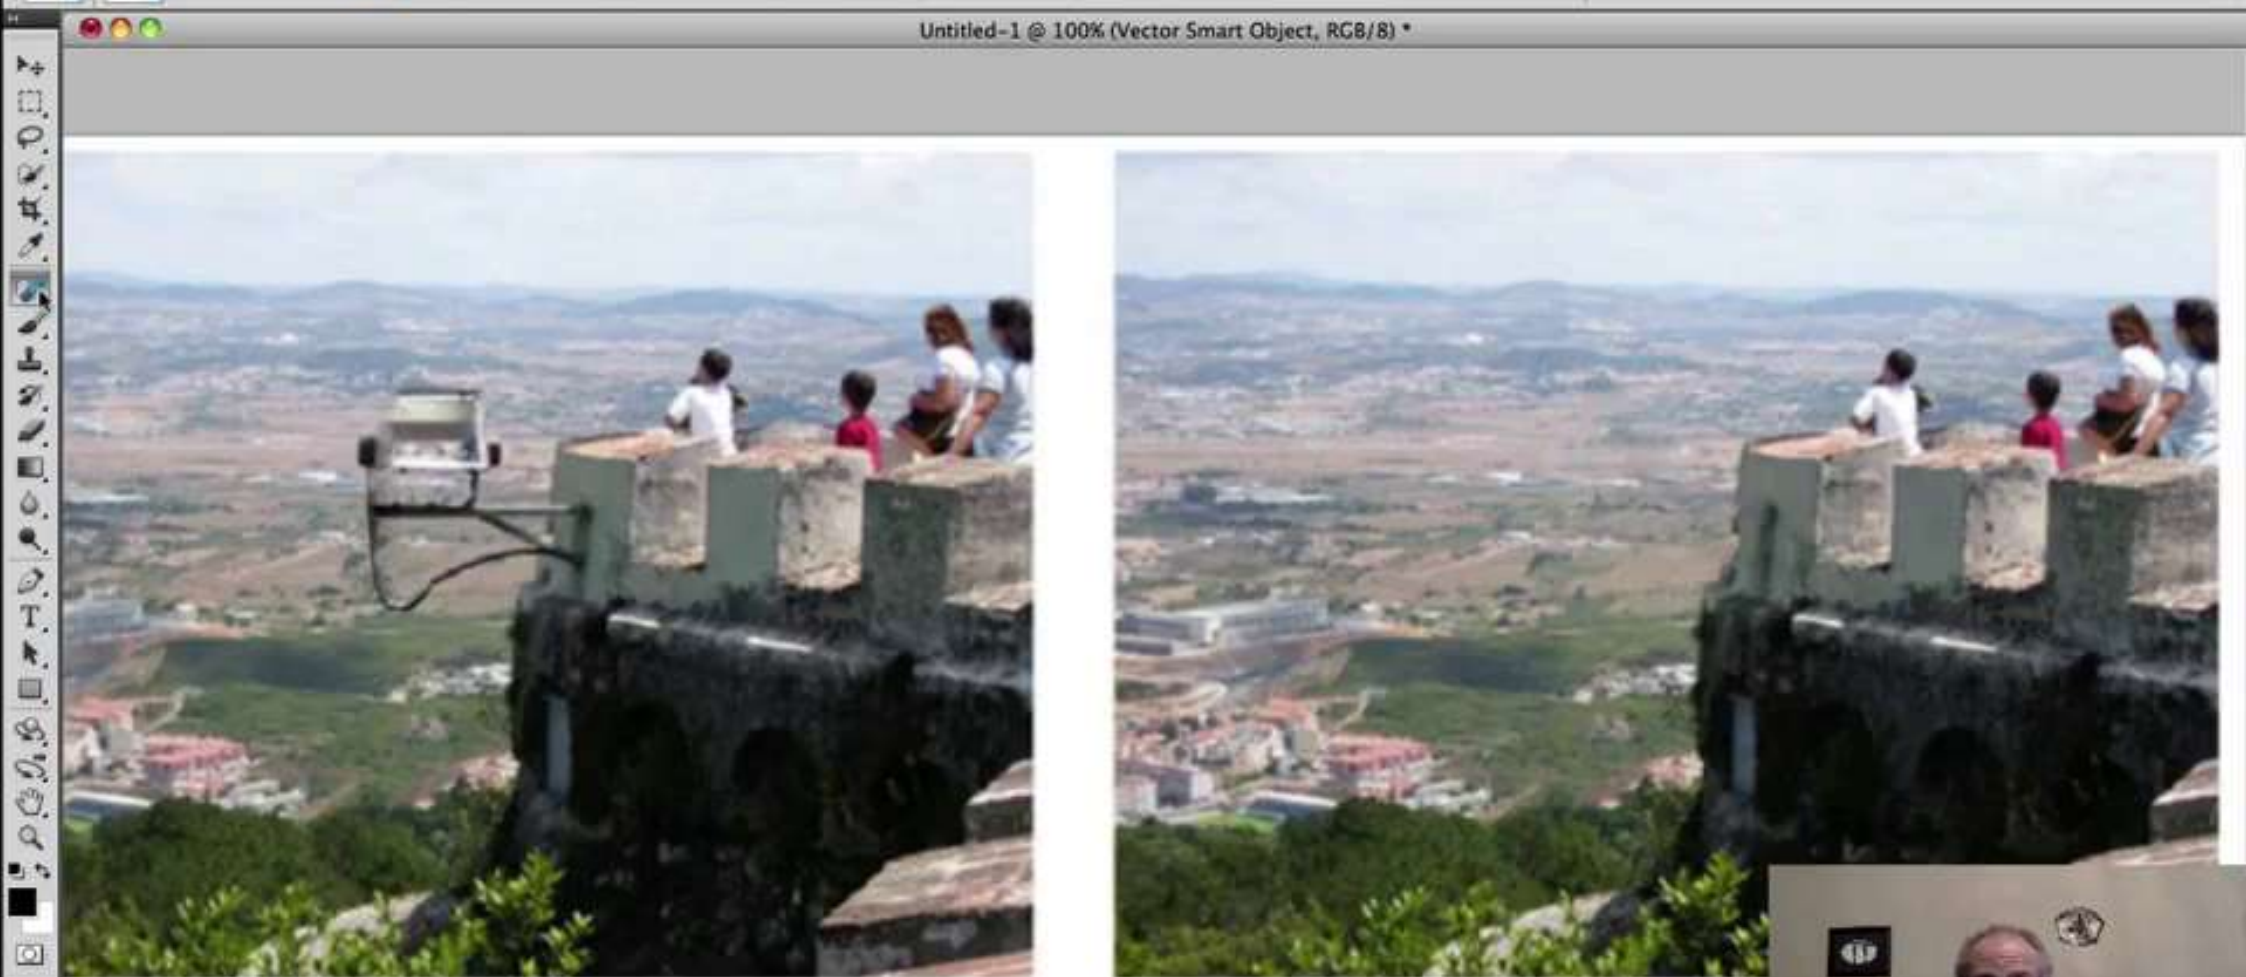 Untitled-1 @ 100% (Vector Smart Object, RGB/8) *
T